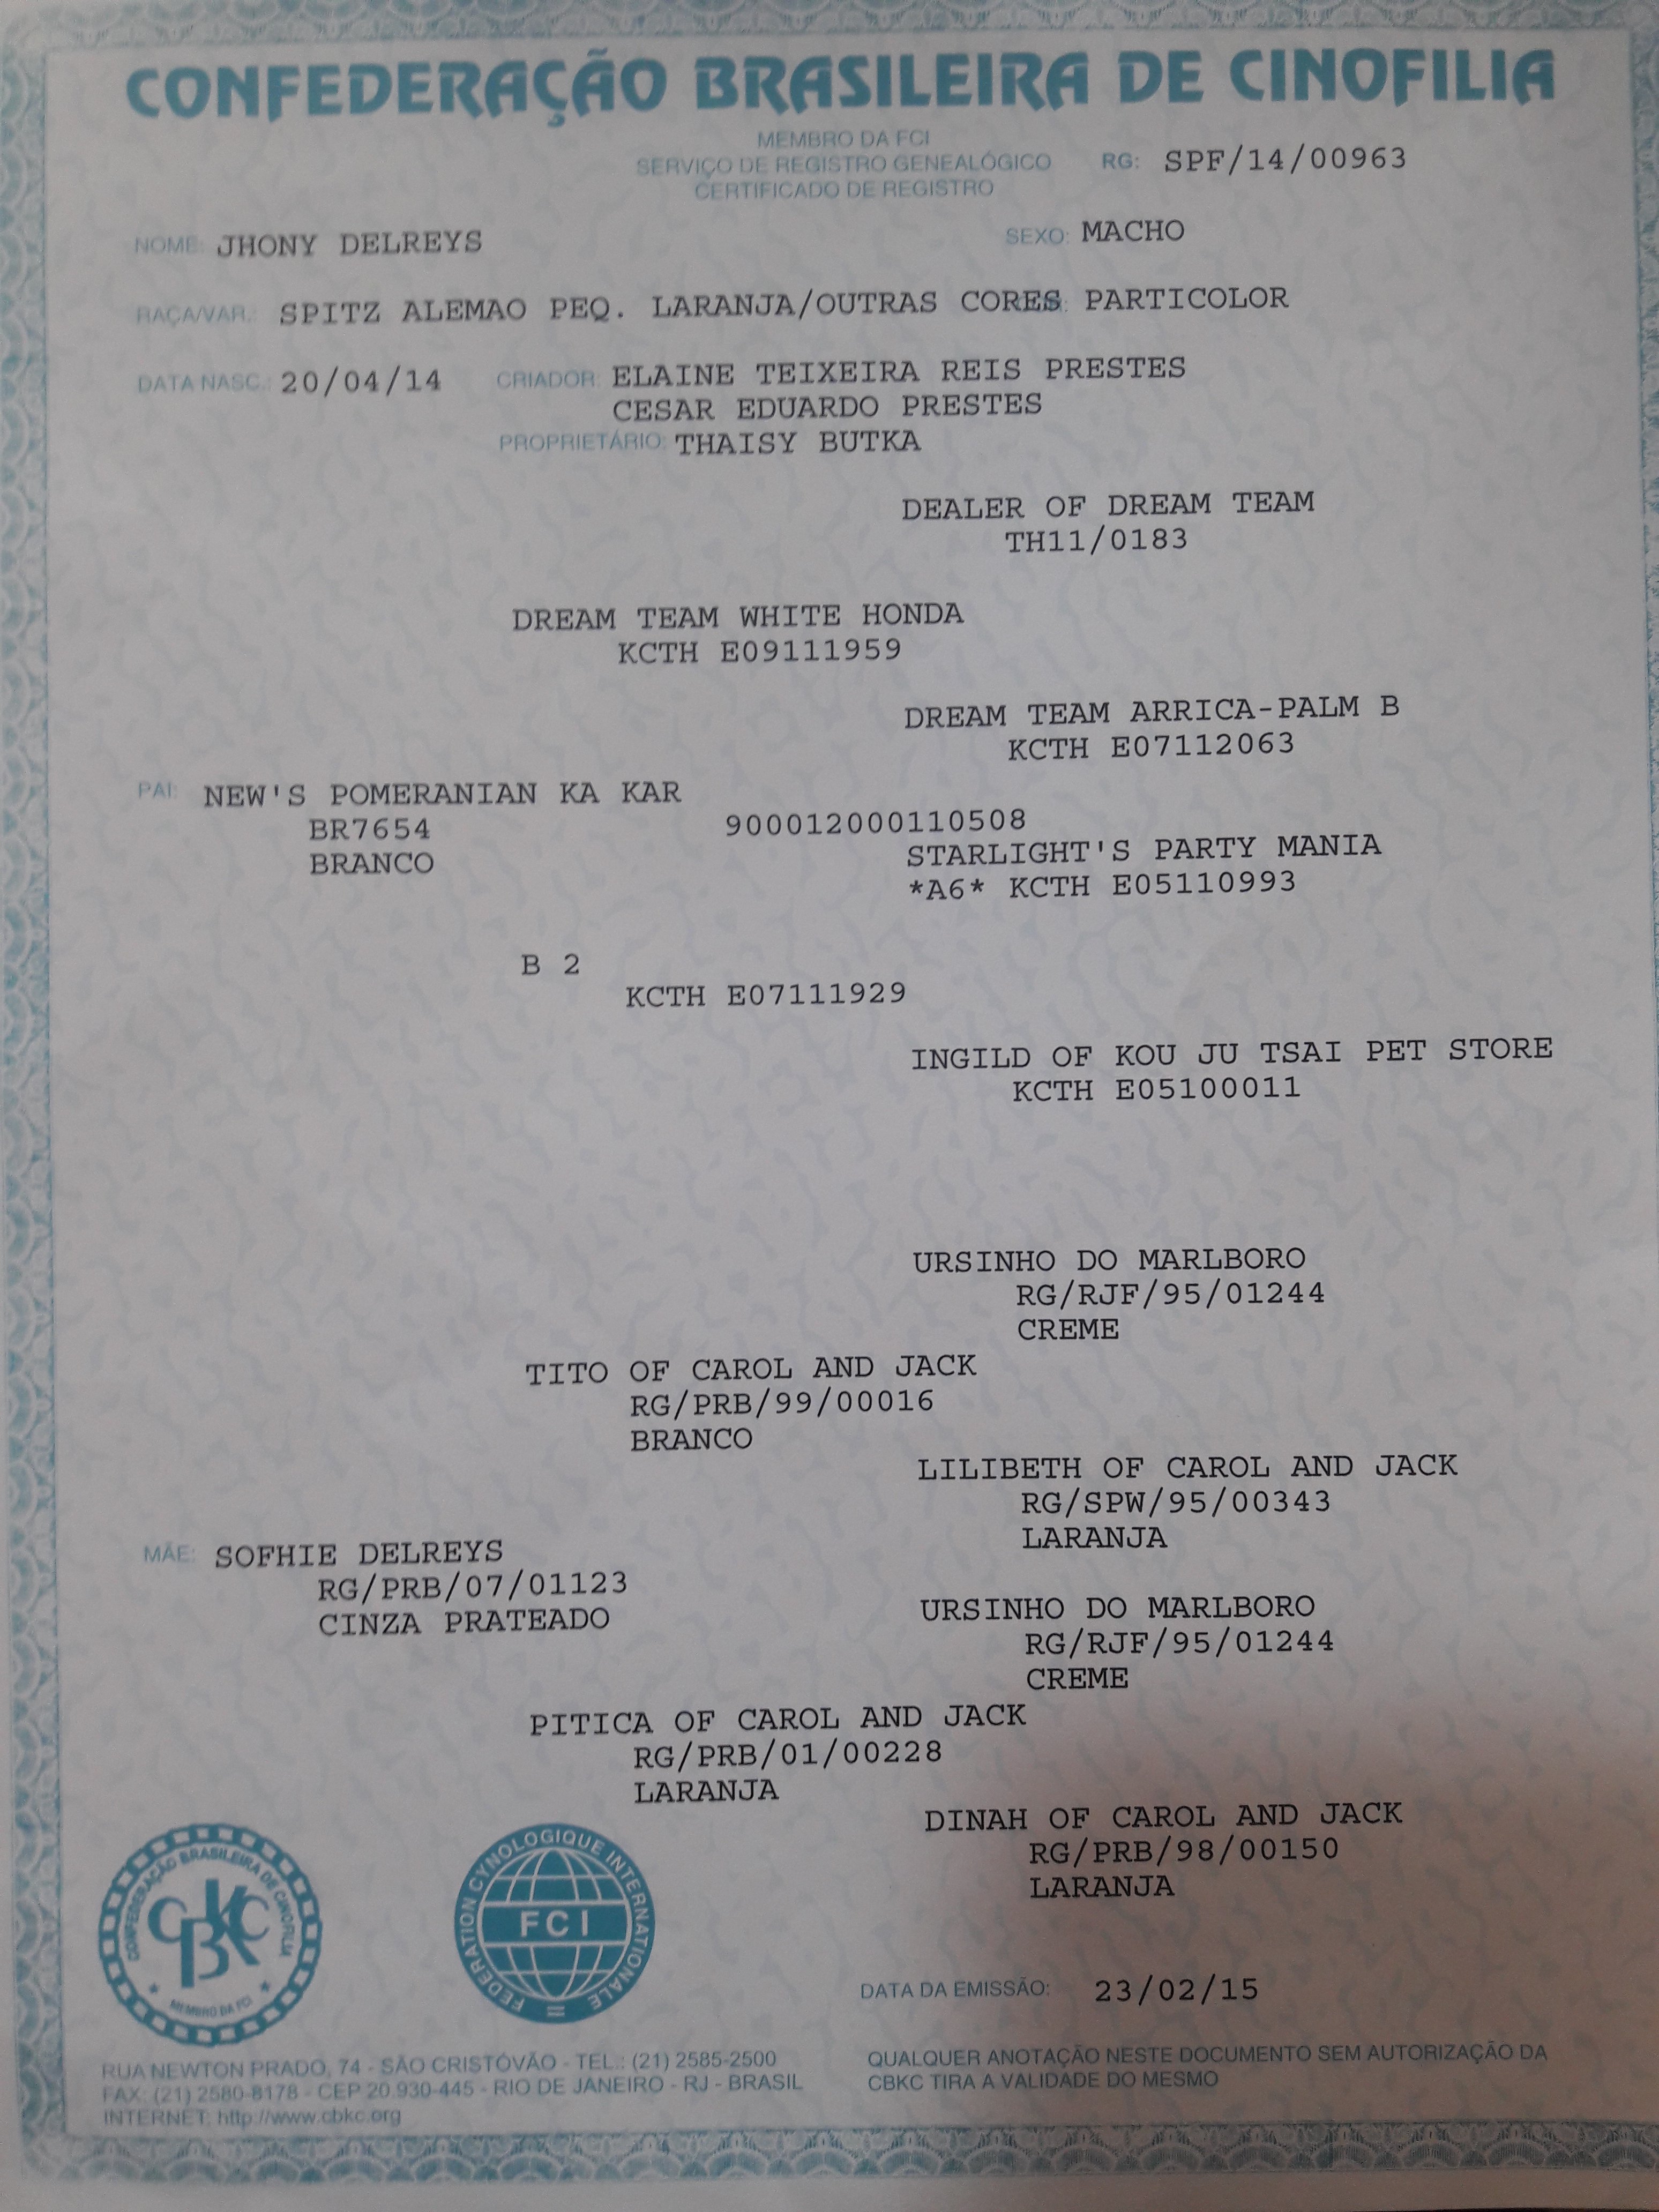 CONFEDERAÇÃO BRASILEIRA DE CINOFILIA
MEMBRO DA FCI
SERVIÇO DE REGISTRO GENEALÓGICO
CERTIFICADO DE REGISTRO
RG: SPF/14/00963
NOME: JHONY DELREYS
SEXO: MACHO
RAÇA/VAR.: SPITZ ALEMAO PEQ. LARANJA/OUTRAS CORES PARTICOLOR
DATA NASC.: 20/04/14
CRIADOR: ELAINE TEIXEIRA REIS PRESTES
CESAR EDUARDO PRESTES
PROPRIETÁRIO: THAISY BUTKA
DEALER OF DREAM TEAM
TH11/0183
DREAM TEAM WHITE HONDA
KCTH E09111959
DREAM TEAM ARRICA-PALM B
KCTH E07112063
PAI: NEW'S POMERANIAN KA KAR
BR7654 900012000110508
BRANCO
STARLIGHT'S PARTY MANIA
*A6* KCTH E05110993
B 2
KCTH E07111929
INGILD OF KOU JU TSAI PET STORE
KCTH E05100011
URSINHO DO MARLBORO
RG/RJF/95/01244
CREME
TITO OF CAROL AND JACK
RG/PRB/99/00016
BRANCO
LILIBETH OF CAROL AND JACK
RG/SPW/95/00343
LARANJA
MÃE: SOFHIE DELREYS
RG/PRB/07/01123
CINZA PRATEADO
URSINHO DO MARLBORO
RG/RJF/95/01244
CREME
PITICA OF CAROL AND JACK
RG/PRB/01/00228
LARANJA
DINAH OF CAROL AND JACK
RG/PRB/98/00150
LARANJA
CONFEDERAÇÃO BRASILEIRA DE CINOFILIA
CBKC
MEMBRO DA FCI
FEDERATION CYNOLOGIQUE INTERNATIONALE
FCI
DATA DA EMISSÃO: 23/02/15
RUA NEWTON PRADO, 74 - SÃO CRISTÓVÃO - TEL.: (21) 2585-2500
FAX: (21) 2580-8178 - CEP 20.930-445 - RIO DE JANEIRO - RJ - BRASIL
INTERNET: http://www.cbkc.org
QUALQUER ANOTAÇÃO NESTE DOCUMENTO SEM AUTORIZAÇÃO DA
CBKC TIRA A VALIDADE DO MESMO